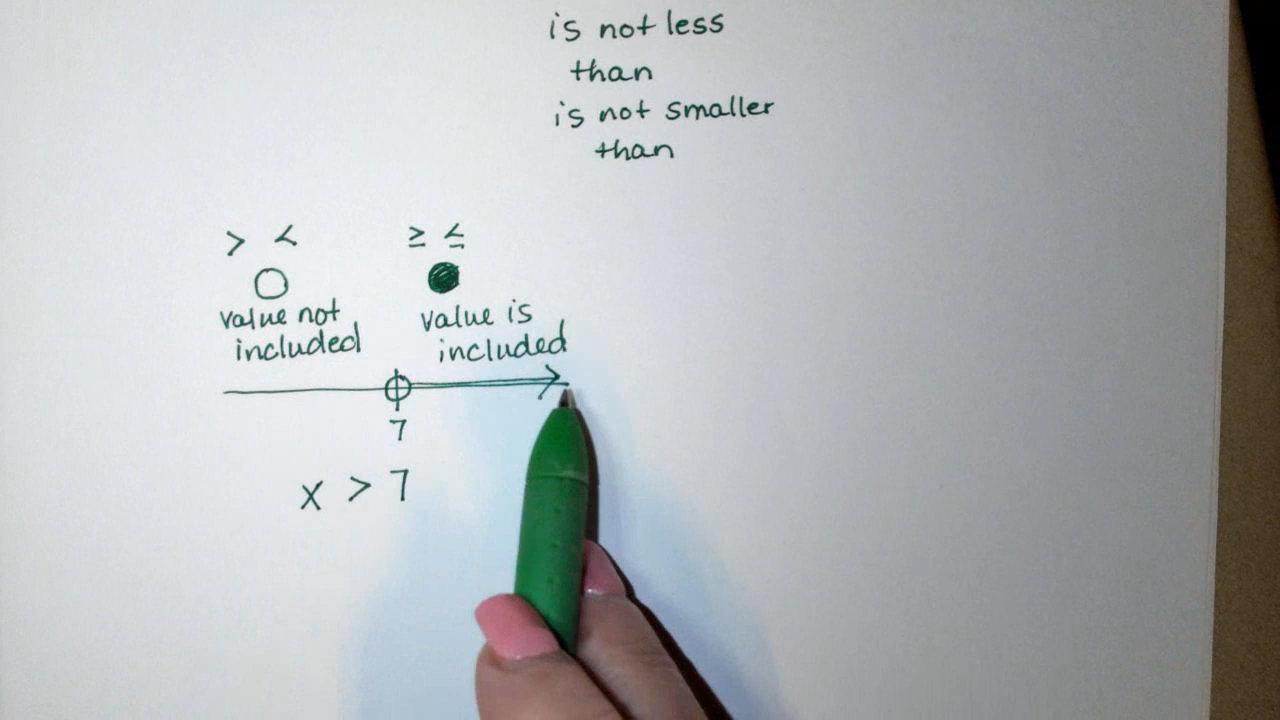 is not less
than
is not smaller
than
> < ≥ ≤
value not value is
included included
7
x > 7